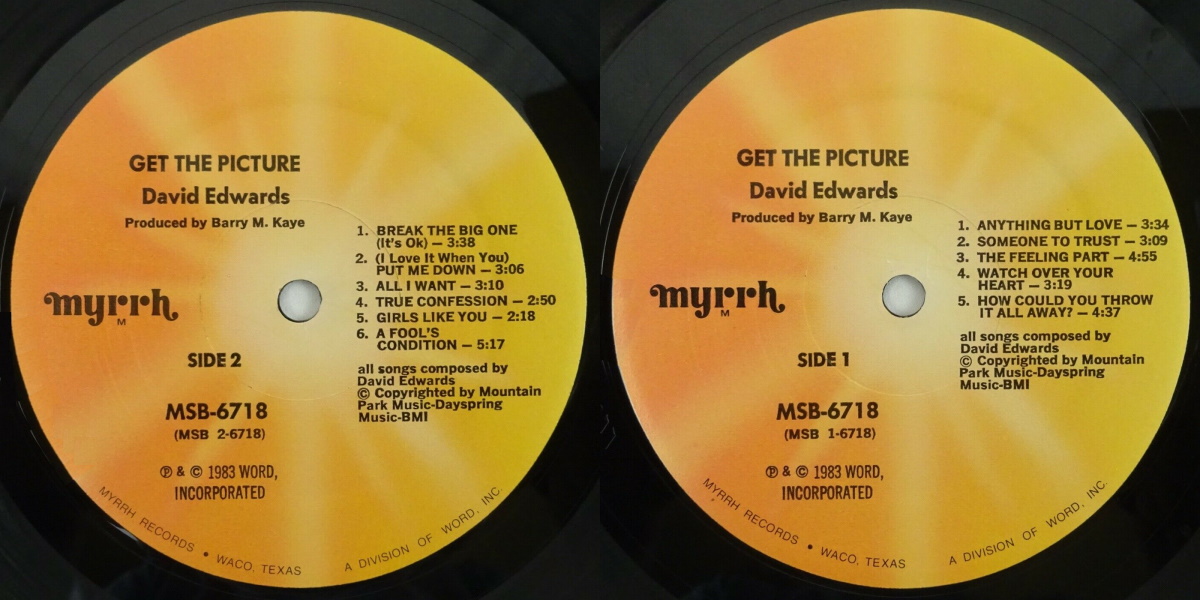 GET THE PICTURE
David Edwards
Produced by Barry M. Kaye
1. BREAK THE BIG ONE
(It's Ok) — 3:38
2. (I Love It When You)
PUT ME DOWN — 3:06
3. ALL I WANT — 3:10
4. TRUE CONFESSION — 2:50
5. GIRLS LIKE YOU — 2:18
6. A FOOL'S
CONDITION — 5:17
myrrh
M
SIDE 2
all songs composed by
David Edwards
© Copyrighted by Mountain
Park Music-Dayspring
Music-BMI
MSB-6718
(MSB 2-6718)
℗ & © 1983 WORD,
INCORPORATED
MYRRH RECORDS • WACO, TEXAS A DIVISION OF WORD, INC.
GET THE PICTURE
David Edwards
Produced by Barry M. Kaye
1. ANYTHING BUT LOVE — 3:34
2. SOMEONE TO TRUST — 3:09
3. THE FEELING PART — 4:55
4. WATCH OVER YOUR
HEART — 3:19
5. HOW COULD YOU THROW
IT ALL AWAY? — 4:37
myrrh
M
SIDE 1
all songs composed by
David Edwards
© Copyrighted by Mountain
Park Music-Dayspring
Music-BMI
MSB-6718
(MSB 1-6718)
℗ & © 1983 WORD,
INCORPORATED
MYRRH RECORDS • WACO, TEXAS A DIVISION OF WORD, INC.